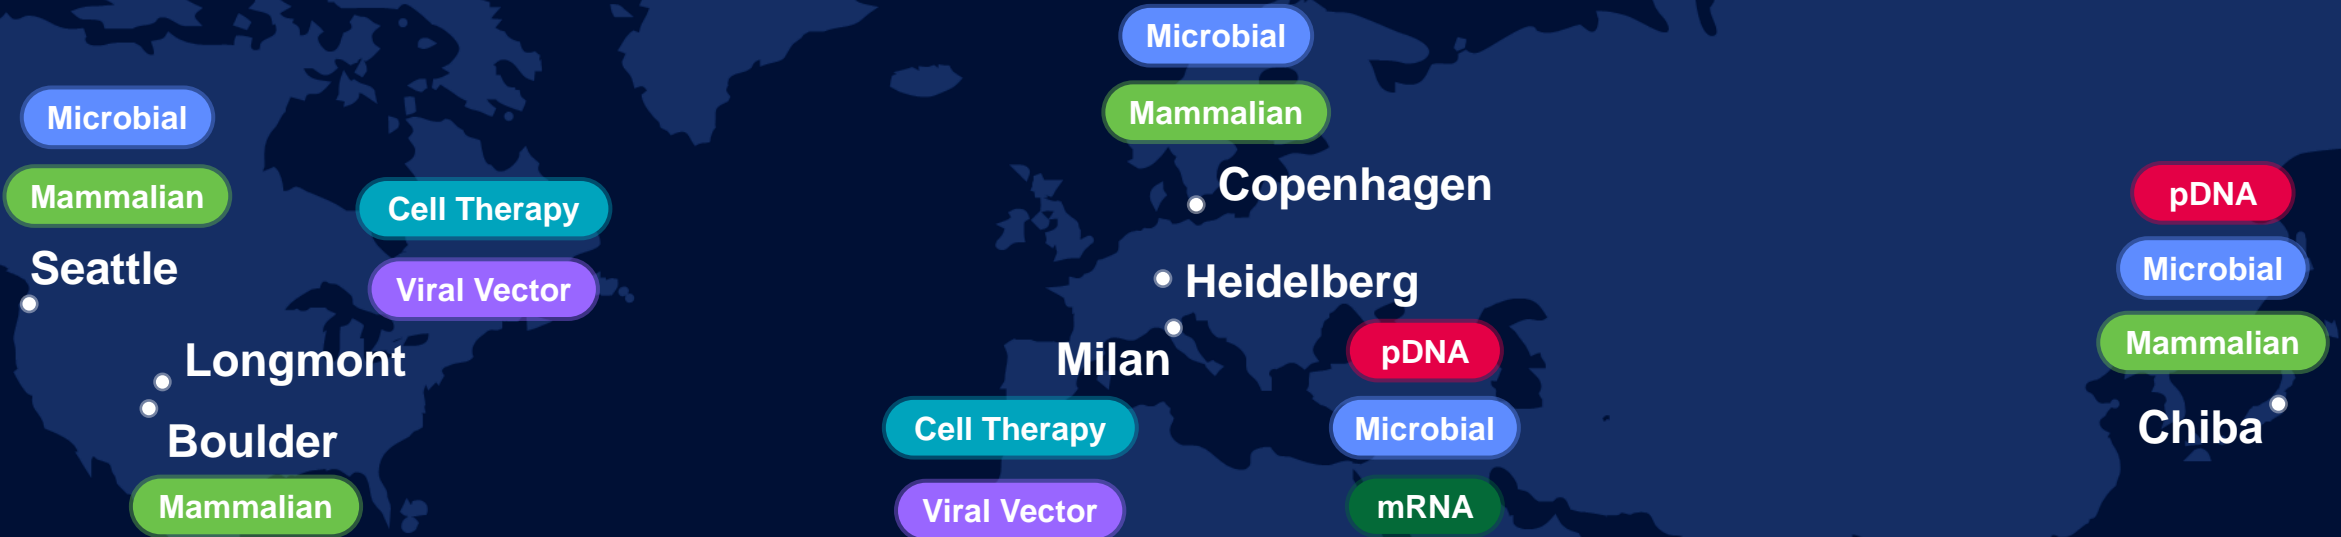 Microbial
Mammalian
Seattle
Cell Therapy
Viral Vector
Longmont
Boulder
Mammalian
Microbial
Mammalian
Copenhagen
Heidelberg
Milan
Cell Therapy
Viral Vector
pDNA
Microbial
mRNA
pDNA
Microbial
Mammalian
Chiba